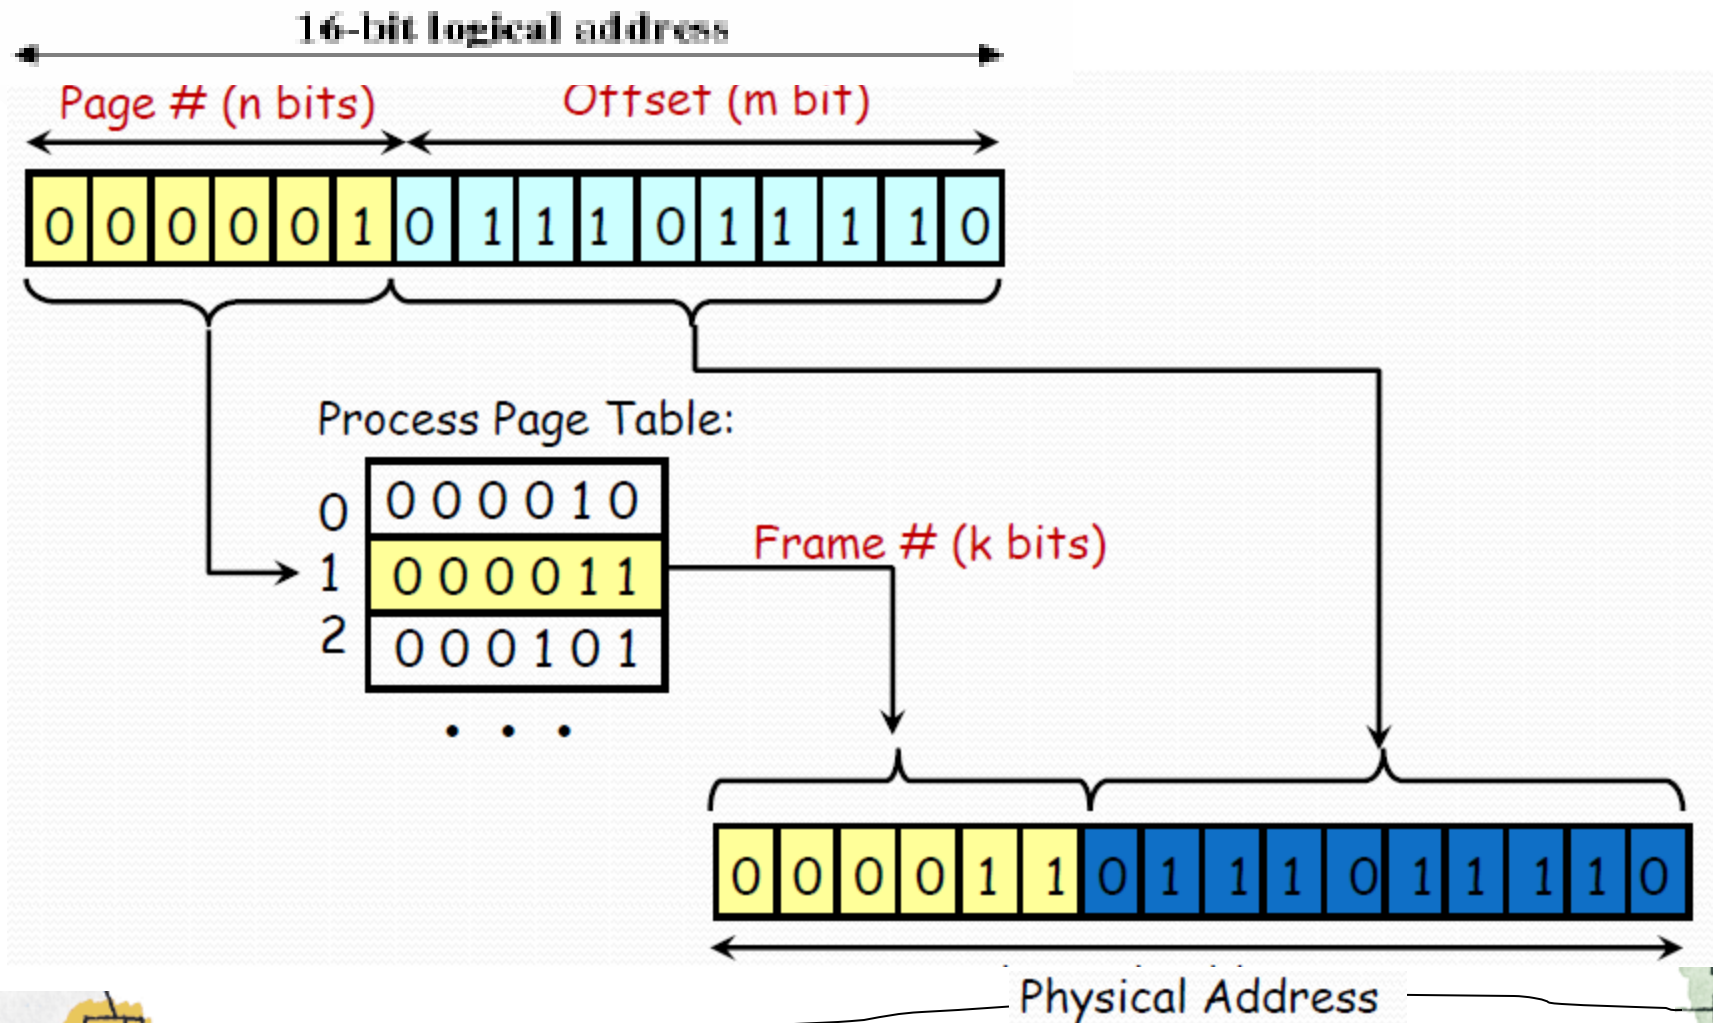 16-bit logical address
Page # (n bits) Offset (m bit)
0 0 0 0 0 1 0 1 1 1 0 1 1 1 1 0
Process Page Table:
0 0 0 0 0 1 0
Frame # (k bits)
1 0 0 0 0 1 1
2 0 0 0 1 0 1
. . .
0 0 0 0 1 1 0 1 1 1 0 1 1 1 1 0
Physical Address